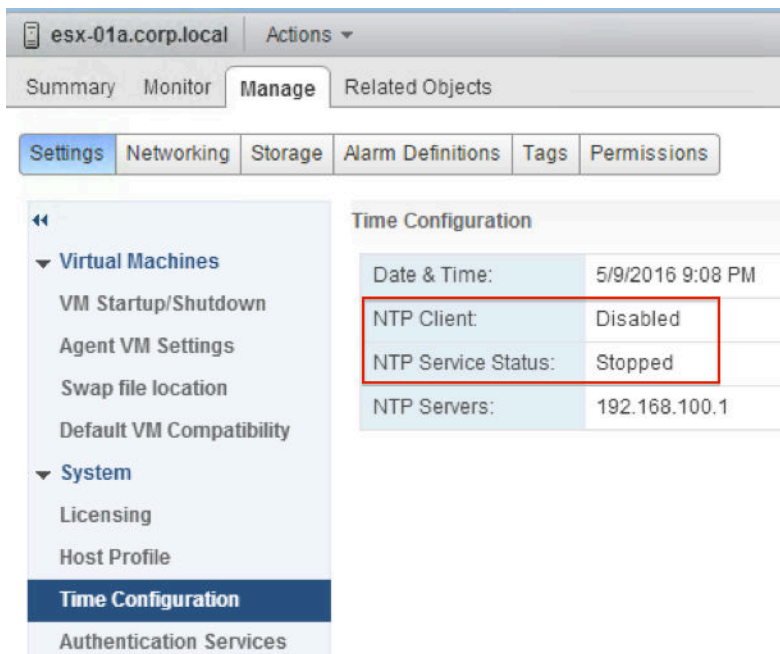 esx-01a.corp.local Actions
Summary Monitor Manage Related Objects
Settings Networking Storage Alarm Definitions Tags Permissions
Time Configuration
Virtual Machines
VM Startup/Shutdown
Agent VM Settings
Swap file location
Default VM Compatibility
System
Licensing
Host Profile
Time Configuration
Authentication Services
Date & Time: 5/9/2016 9:08 PM
NTP Client: Disabled
NTP Service Status: Stopped
NTP Servers: 192.168.100.1